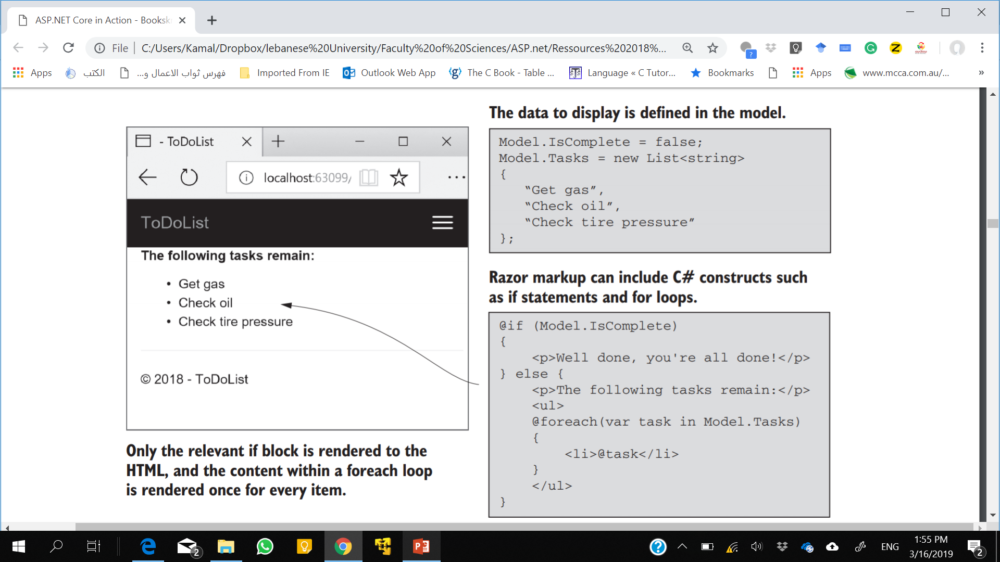 ASP.NET Core in Action - Booksk
File
C:/Users/Kamal/Dropbox/lebanese%20University/Faculty%20of%20Sciences/ASP.net/Ressources%202018%...
?
Apps
الكتب
فهرس ثواب الاعمال و...
Imported From IE
Outlook Web App
The C Book - Table ...
Language « C Tutor...
Bookmarks
Apps
www.mcca.com.au/...
»
- ToDoList
localhost:63099/
ToDoList
The following tasks remain:
• Get gas
• Check oil
• Check tire pressure
© 2018 - ToDoList
Only the relevant if block is rendered to the
HTML, and the content within a foreach loop
is rendered once for every item.
The data to display is defined in the model.
Model.IsComplete = false;
Model.Tasks = new List<string>
{
“Get gas”,
“Check oil”,
“Check tire pressure”
};
Razor markup can include C# constructs such
as if statements and for loops.
@if (Model.IsComplete)
{
<p>Well done, you're all done!</p>
} else {
<p>The following tasks remain:</p>
<ul>
@foreach(var task in Model.Tasks)
{
<li>@task</li>
}
</ul>
}
2
ENG
1:55 PM
3/16/2019
2